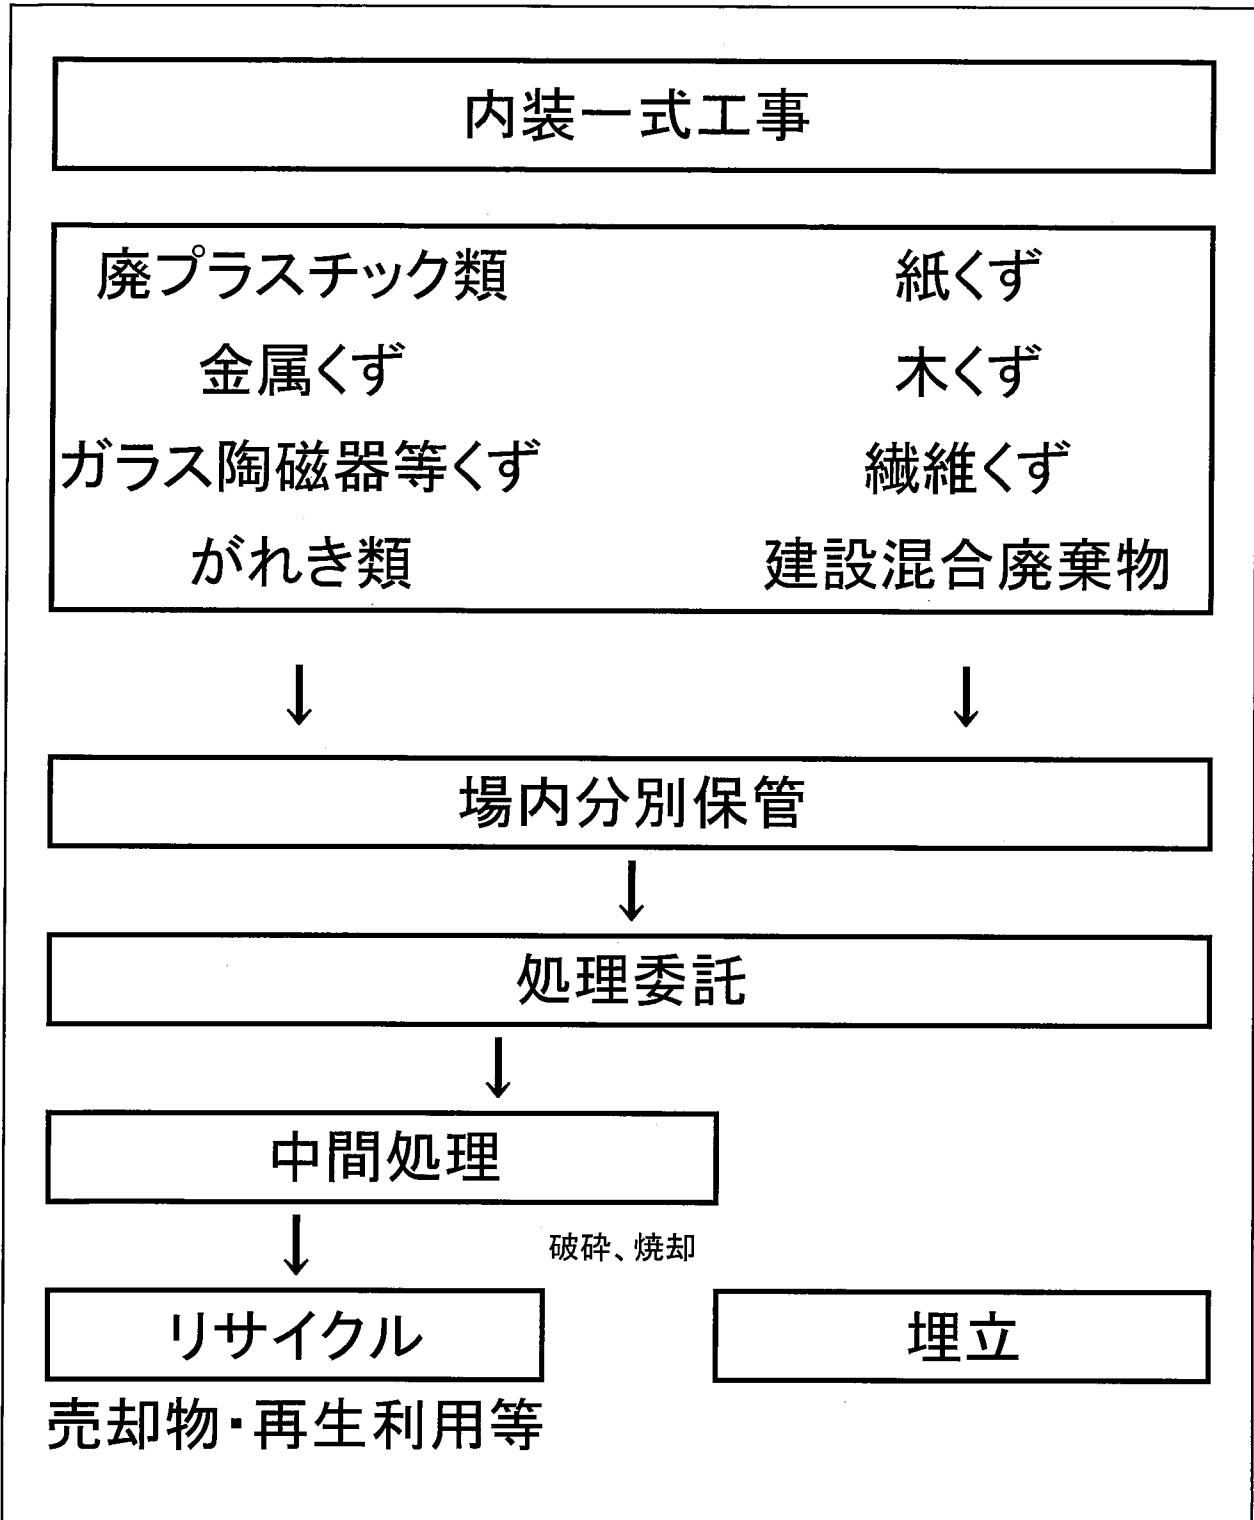 内装一式工事
廃プラスチック類 紙くず
金属くず 木くず
ガラス陶磁器等くず 繊維くず
がれき類 建設混合廃棄物
↓ ↓
場内分別保管
↓
処理委託
↓
中間処理
↓ 破砕、焼却
リサイクル 埋立
売却物・再生利用等